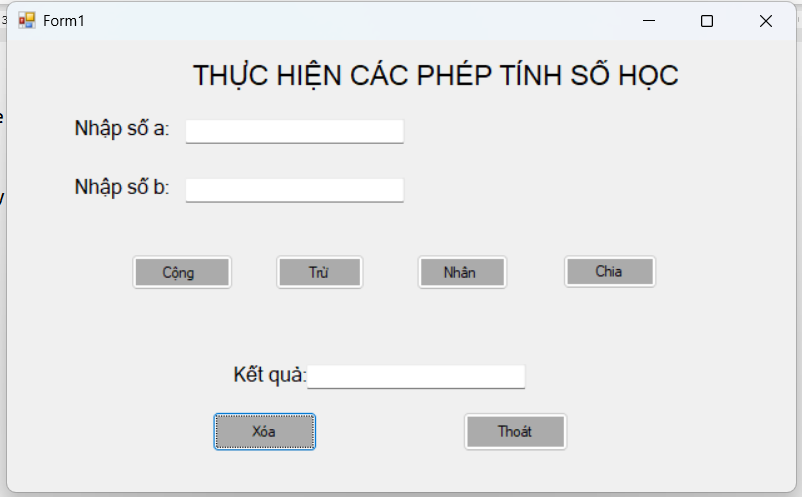 Form1
THỰC HIỆN CÁC PHÉP TÍNH SỐ HỌC
Nhập số a:
Nhập số b:
Cộng Trừ Nhân Chia
Kết quả:
Xóa Thoát